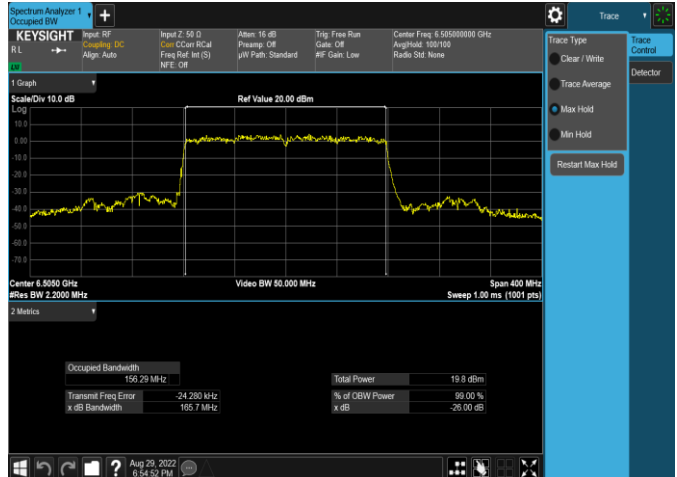 Spectrum Analyzer 1
Occupied BW
Trace
KEYSIGHT
Input: RF
Coupling: DC
Align: Auto
Input Z: 50 Ω
Corr CCorr RCal
Freq Ref: Int (S)
NFE: Off
Atten: 16 dB
Preamp: Off
µW Path: Standard
Trig: Free Run
Gate: Off
#IF Gain: Low
Center Freq: 6.505000000 GHz
Avg|Hold: 100/100
Radio Std: None
R L
1 Graph
Scale/Div 10.0 dB
Ref Value 20.00 dBm
Log
10.0
0.00
-10.0
-20.0
-30.0
-40.0
-50.0
-60.0
-70.0
Center 6.5050 GHz
#Res BW 2.2000 MHz
Video BW 50.000 MHz
Span 400 MHz
Sweep 1.00 ms (1001 pts)
2 Metrics
Occupied Bandwidth
156.29 MHz
Transmit Freq Error -24.280 kHz
x dB Bandwidth 165.7 MHz
Total Power 19.8 dBm
% of OBW Power 99.00 %
x dB -26.00 dB
Aug 29, 2022
6:54:52 PM
Trace Type
Clear / Write
Trace Average
Max Hold
Min Hold
Restart Max Hold
Trace
Control
Detector